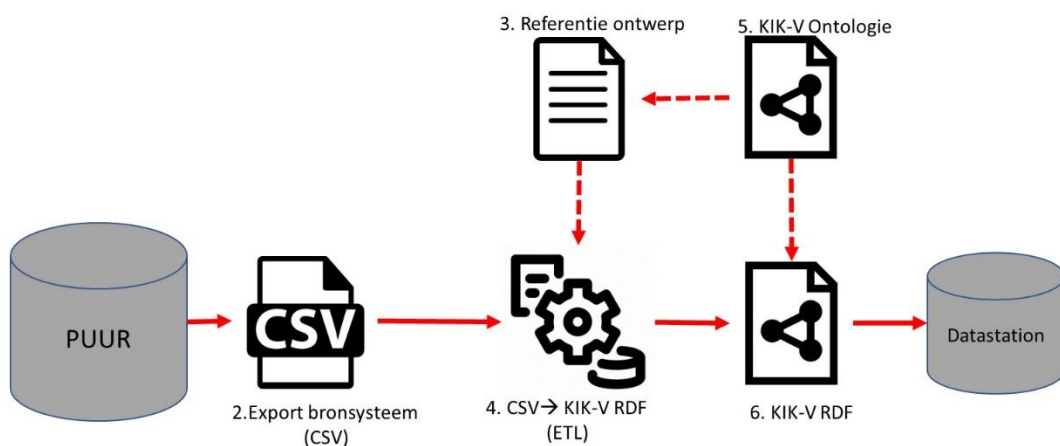 3. Referentie ontwerp
5. KIK-V Ontologie
PUUR
CSV
2.Export bronsysteem
(CSV)
4. CSV→ KIK-V RDF
(ETL)
6. KIK-V RDF
Datastation